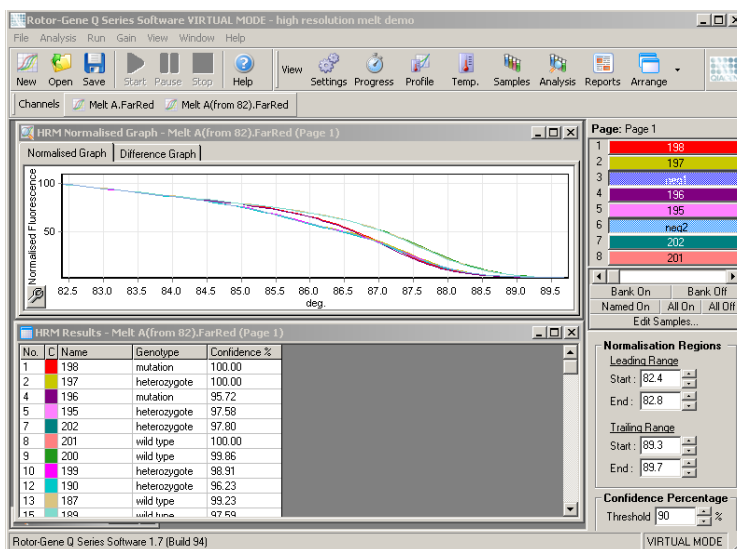 Rotor-Gene Q Series Software VIRTUAL MODE - high resolution melt demo
File Analysis Run Gain View Window Help
New Open Save Start Pause Stop Help View Settings Progress Profile Temp. Samples Analysis Reports Arrange
Channels Melt A.FarRed Melt A(from 82).FarRed
HRM Normalised Graph - Melt A(from 82).FarRed (Page 1)
Normalised Graph Difference Graph
Normalised Fluorescence
100
50
82.5 83.0 83.5 84.0 84.5 85.0 85.5 86.0 86.5 87.0 87.5 88.0 88.5 89.0 89.5
deg.
HRM Results - Melt A(from 82).FarRed (Page 1)
No. C Name Genotype Confidence %
1 198 mutation 100.00
2 197 heterozygote 100.00
4 196 mutation 95.72
5 195 heterozygote 97.58
7 202 heterozygote 97.80
8 201 wild type 100.00
9 200 wild type 99.86
10 199 heterozygote 98.91
12 190 heterozygote 96.23
13 187 wild type 99.23
15 189 wild type 97.59
Page: Page 1
1 198
2 197
3 neg1
4 196
5 195
6 neg2
7 202
8 201
Bank On Bank Off
Named On All On All Off
Edit Samples...
Normalisation Regions
Leading Range
Start : 82.4
End : 82.8
Trailing Range
Start : 89.3
End : 89.7
Confidence Percentage
Threshold 90 %
Rotor-Gene Q Series Software 1.7 (Build 94)
VIRTUAL MODE